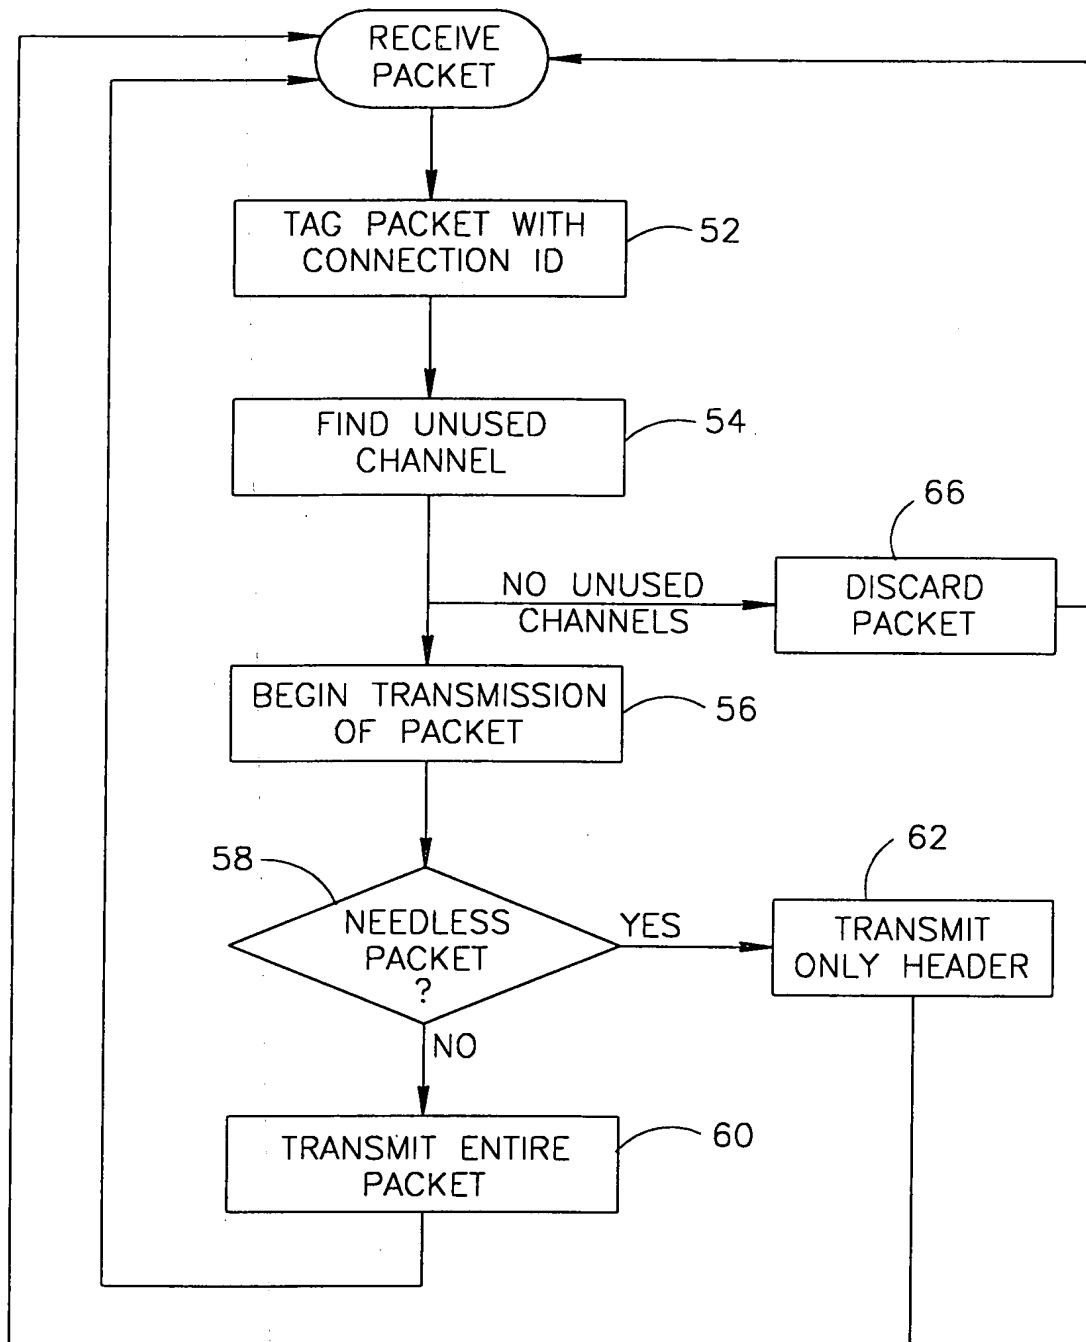 RECEIVE
PACKET
TAG PACKET WITH
CONNECTION ID
52
FIND UNUSED
CHANNEL
54
66
NO UNUSED
CHANNELS
DISCARD
PACKET
BEGIN TRANSMISSION
OF PACKET
56
62
58
NEEDLESS
PACKET
?
YES
TRANSMIT
ONLY HEADER
NO
TRANSMIT ENTIRE
PACKET
60